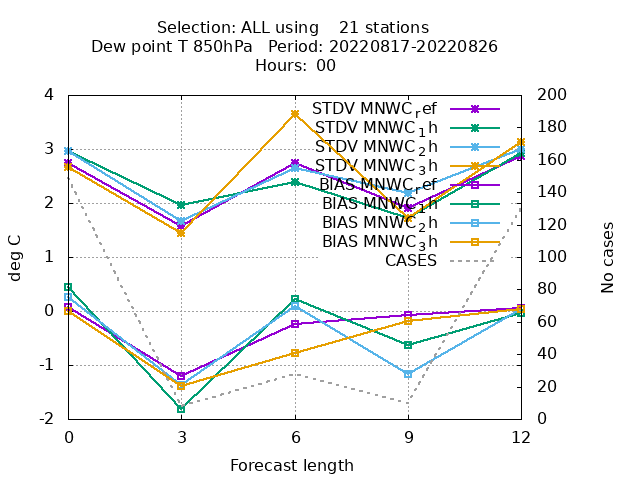 Selection: ALL using    21 stations
Dew point T 850hPa   Period: 20220817-20220826
Hours: 00
4
3
2
1
0
-1
-2
deg C
STDV MNWC_ref
STDV MNWC_1h
STDV MNWC_2h
STDV MNWC_3h
BIAS MNWC_ref
BIAS MNWC_1h
BIAS MNWC_2h
BIAS MNWC_3h
CASES
200
180
160
140
120
100
80
60
40
20
0
No cases
0 3 6 9 12
Forecast length